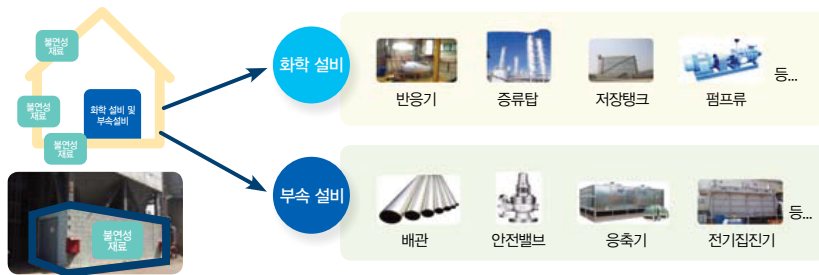 불연성
재료
불연성
재료
불연성
재료
화학 설비 및
부속설비
불연성
재료
화학 설비
반응기
증류탑
저장탱크
펌프류
등...
부속 설비
배관
안전밸브
응축기
전기집진기
등...